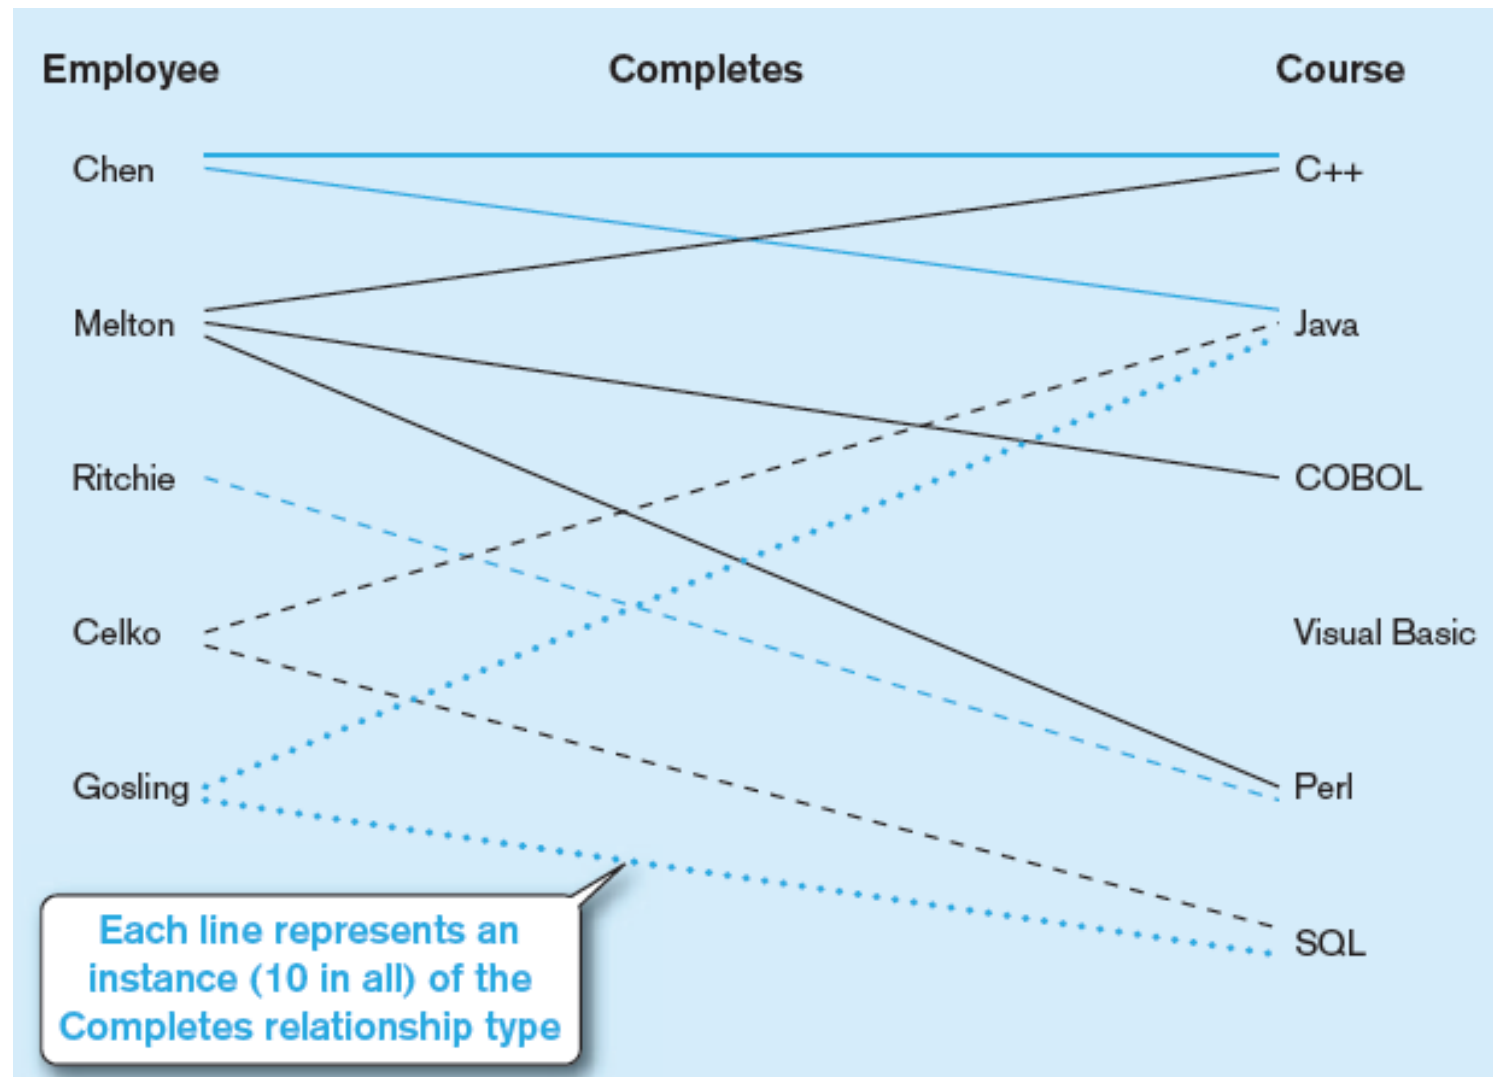 Employee Completes Course
Chen C++
Melton Java
Ritchie COBOL
Celko Visual Basic
Gosling Perl
SQL
Each line represents an
instance (10 in all) of the
Completes relationship type